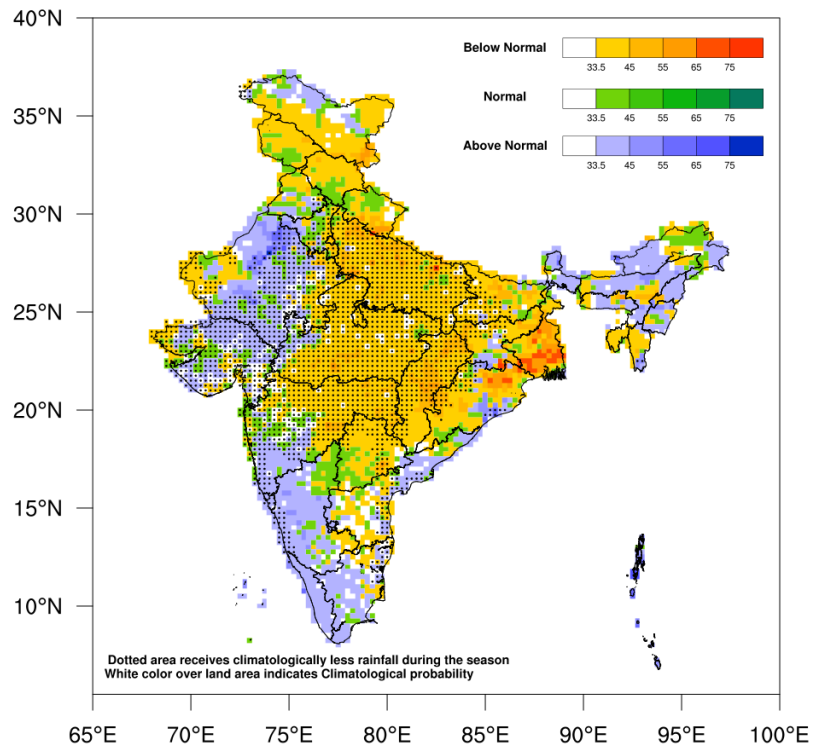 40°N
35°N
30°N
25°N
20°N
15°N
10°N
Below Normal
33.5 45 55 65 75
Normal
33.5 45 55 65 75
Above Normal
33.5 45 55 65 75
Dotted area receives climatologically less rainfall during the season
White color over land area indicates Climatological probability
65°E 70°E 75°E 80°E 85°E 90°E 95°E 100°E